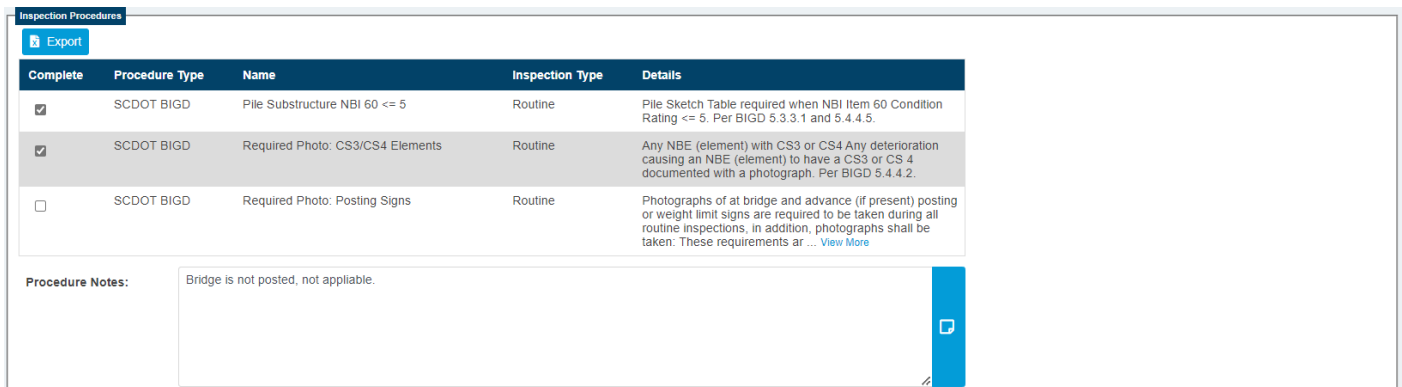 Inspection Procedures
Export
Complete Procedure Type Name Inspection Type Details
SCDOT BIGD Pile Substructure NBI 60 <= 5 Routine Pile Sketch Table required when NBI Item 60 Condition
Rating <= 5. Per BIGD 5.3.3.1 and 5.4.4.5.
SCDOT BIGD Required Photo: CS3/CS4 Elements Routine Any NBE (element) with CS3 or CS4 Any deterioration
causing an NBE (element) to have a CS3 or CS 4
documented with a photograph. Per BIGD 5.4.4.2.
SCDOT BIGD Required Photo: Posting Signs Routine Photographs of at bridge and advance (if present) posting
or weight limit signs are required to be taken during all
routine inspections, in addition, photographs shall be
taken: These requirements ar ... View More
Procedure Notes: Bridge is not posted, not appliable.